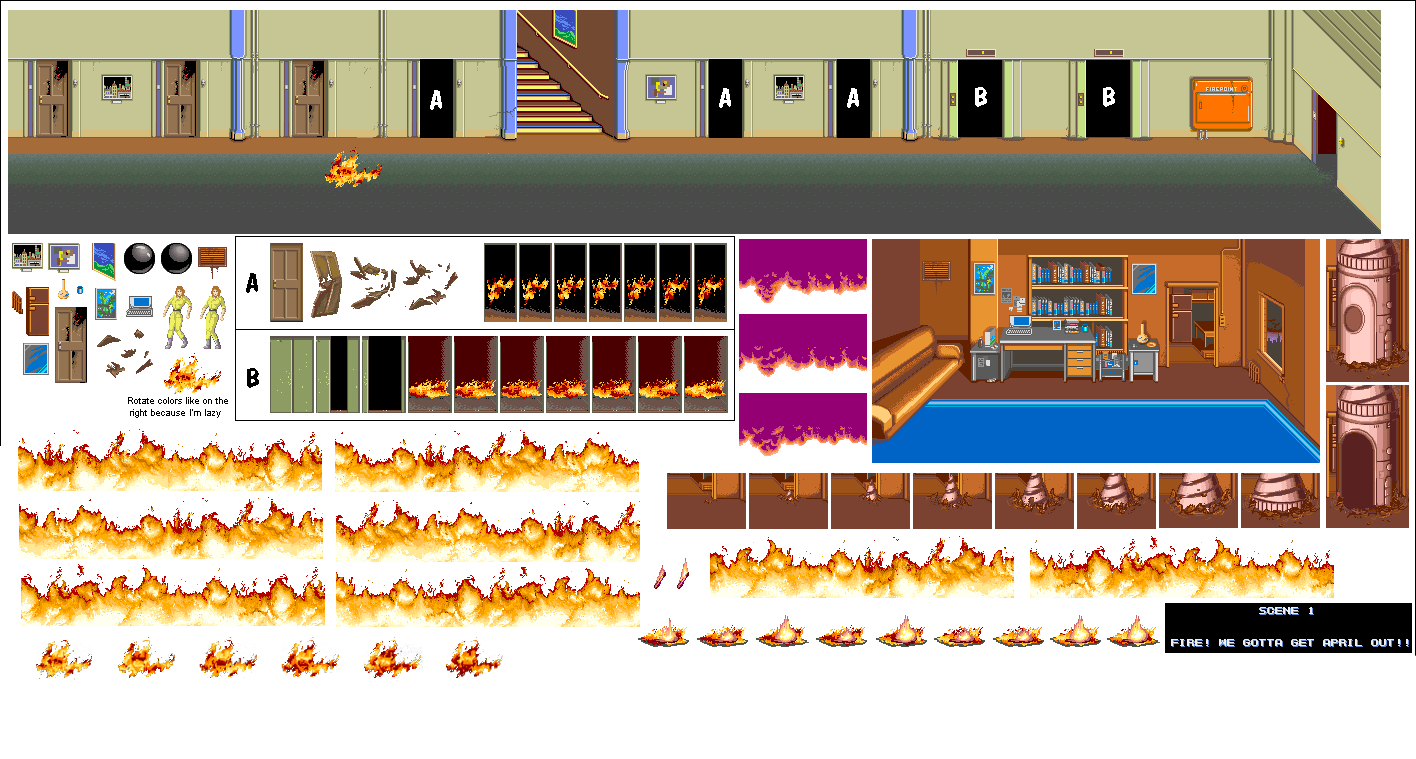 A
A
A
B
B
FIREPOINT
A
B
Rotate colors like on the
right because I'm lazy
SCENE 1
FIRE! WE GOTTA GET APRIL OUT!!